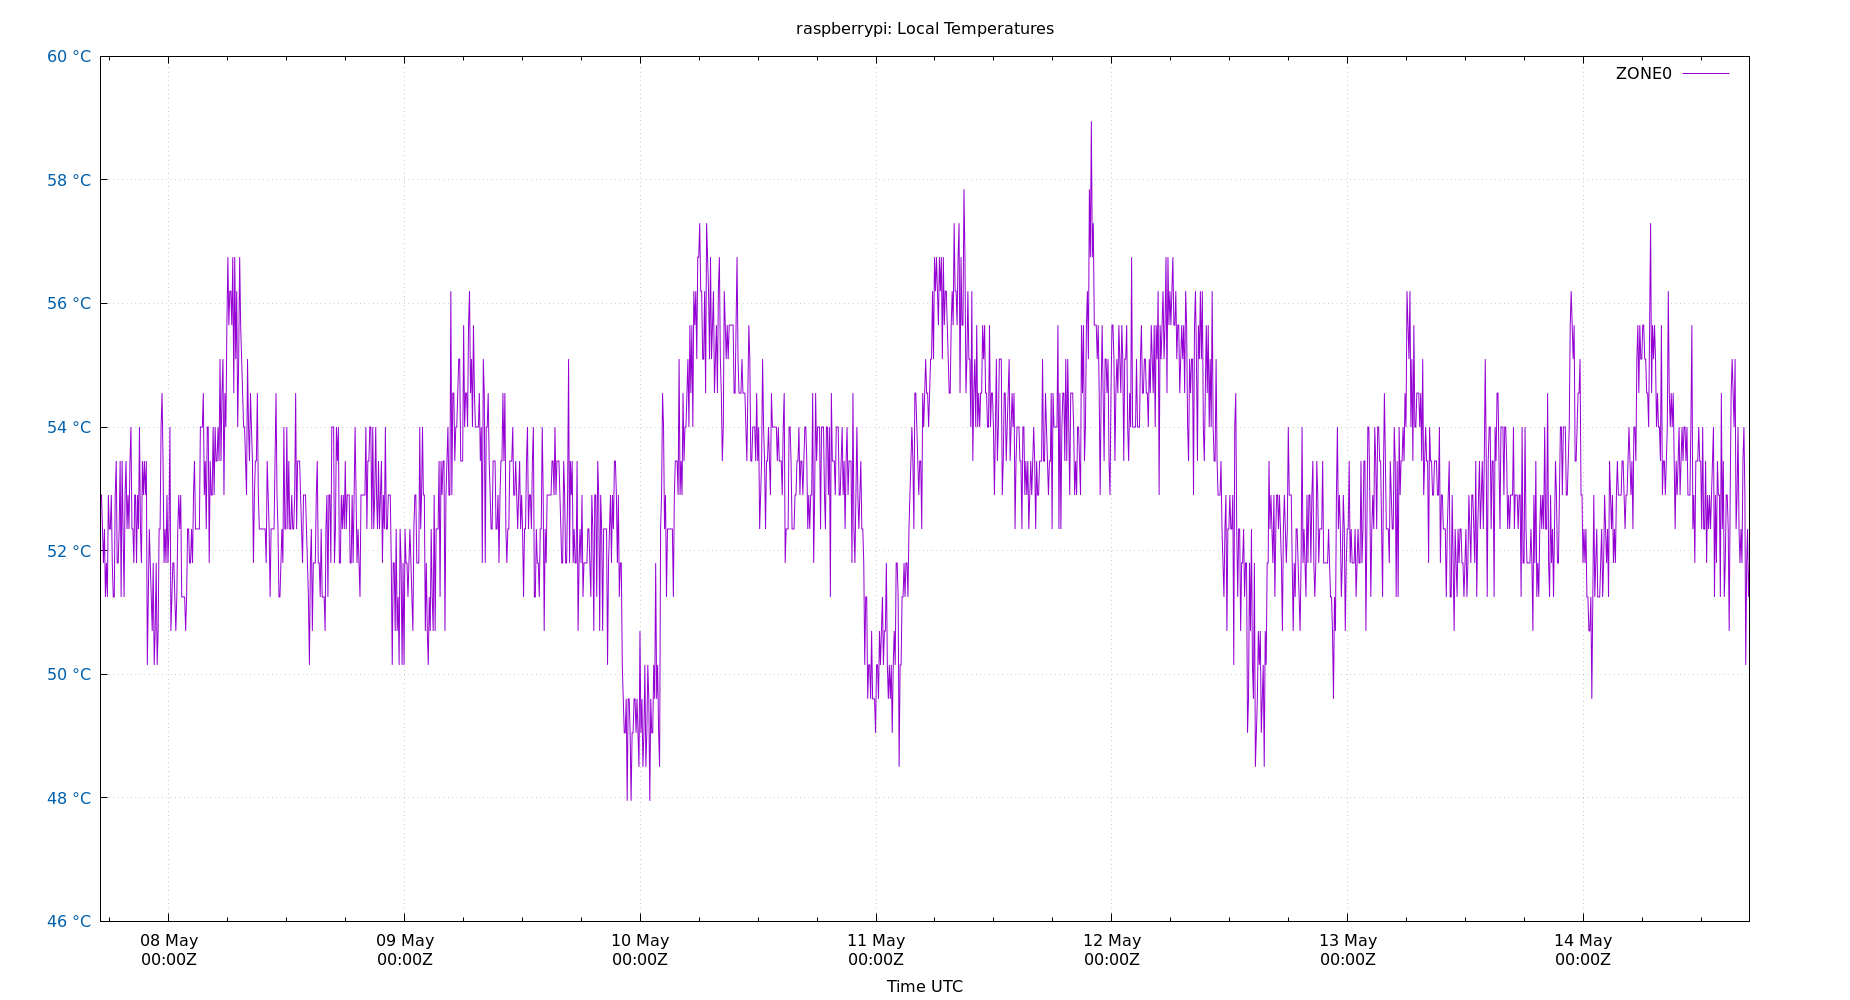 raspberrypi: Local Temperatures
60 °C
ZONE0
58 °C
56 °C
54 °C
52 °C
50 °C
48 °C
46 °C
08 May 09 May 10 May 11 May 12 May 13 May 14 May
00:00Z 00:00Z 00:00Z 00:00Z 00:00Z 00:00Z 00:00Z
Time UTC